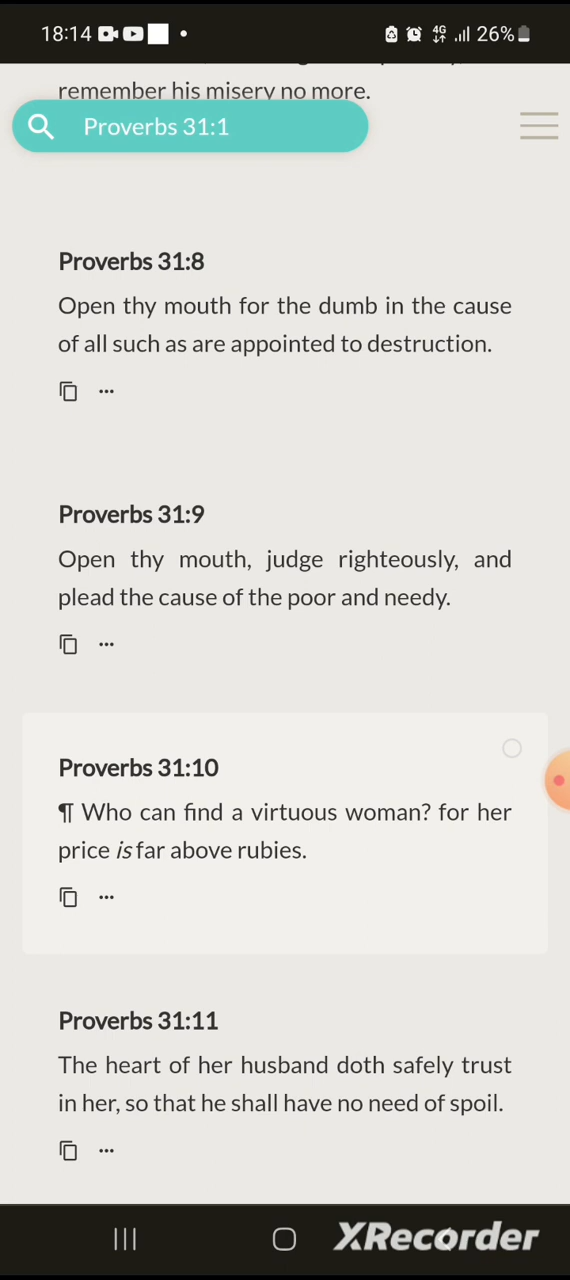 18:14
4G 26%
remember his misery no more.
Proverbs 31:1
Proverbs 31:8
Open thy mouth for the dumb in the cause
of all such as are appointed to destruction.
Proverbs 31:9
Open thy mouth, judge righteously, and
plead the cause of the poor and needy.
Proverbs 31:10
¶ Who can find a virtuous woman? for her
price is far above rubies.
Proverbs 31:11
The heart of her husband doth safely trust
in her, so that he shall have no need of spoil.
XRecorder